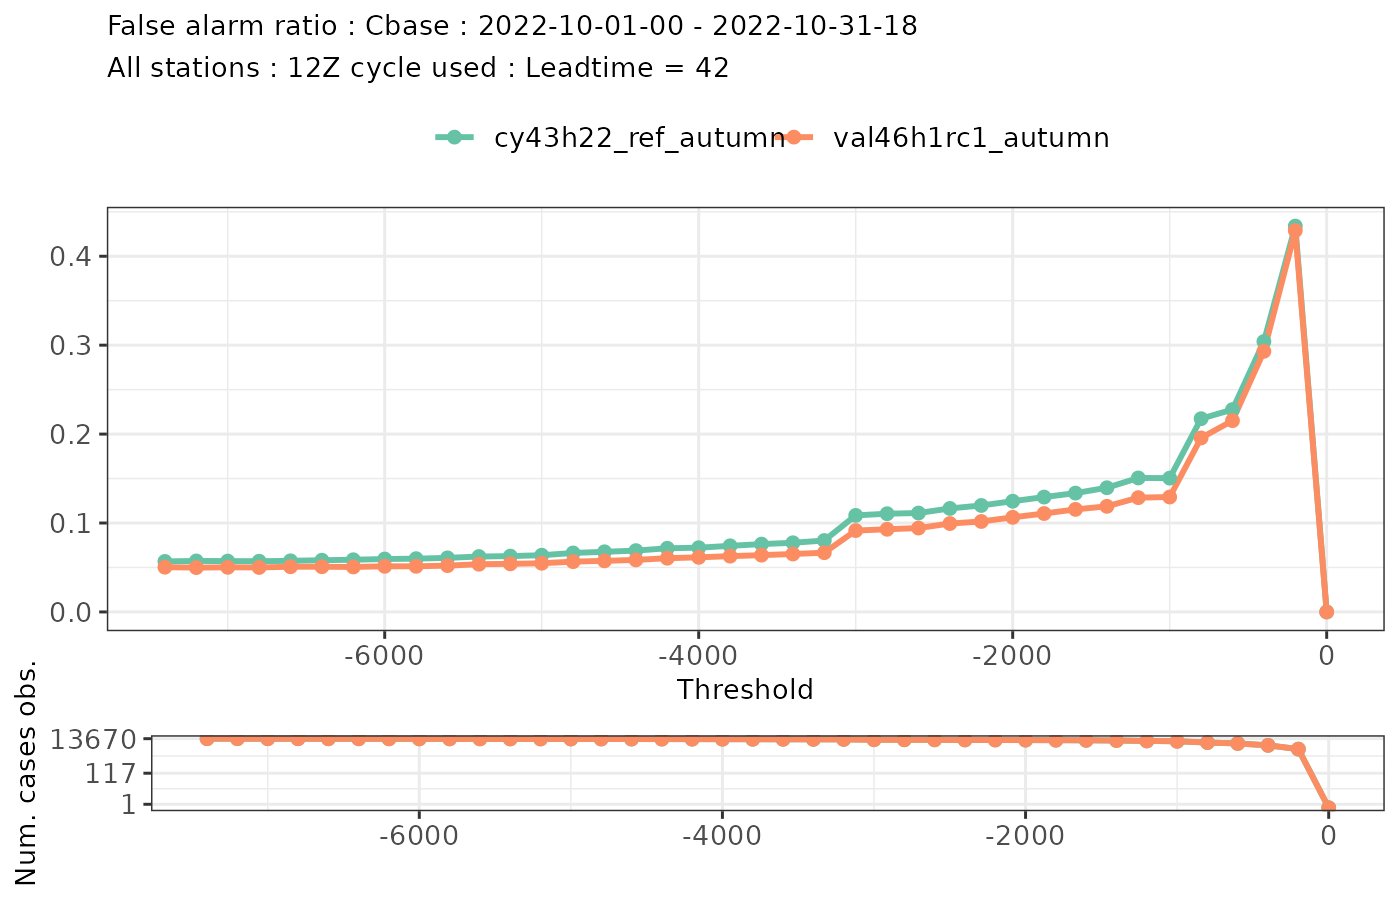 False alarm ratio : Cbase : 2022-10-01-00 - 2022-10-31-18
All stations : 12Z cycle used : Leadtime = 42
cy43h22_ref_autumn val46h1rc1_autumn
0.4
0.3
0.2
0.1
0.0
-6000 -4000 -2000 0
Threshold
Num. cases obs.
13670
117
1
-6000 -4000 -2000 0